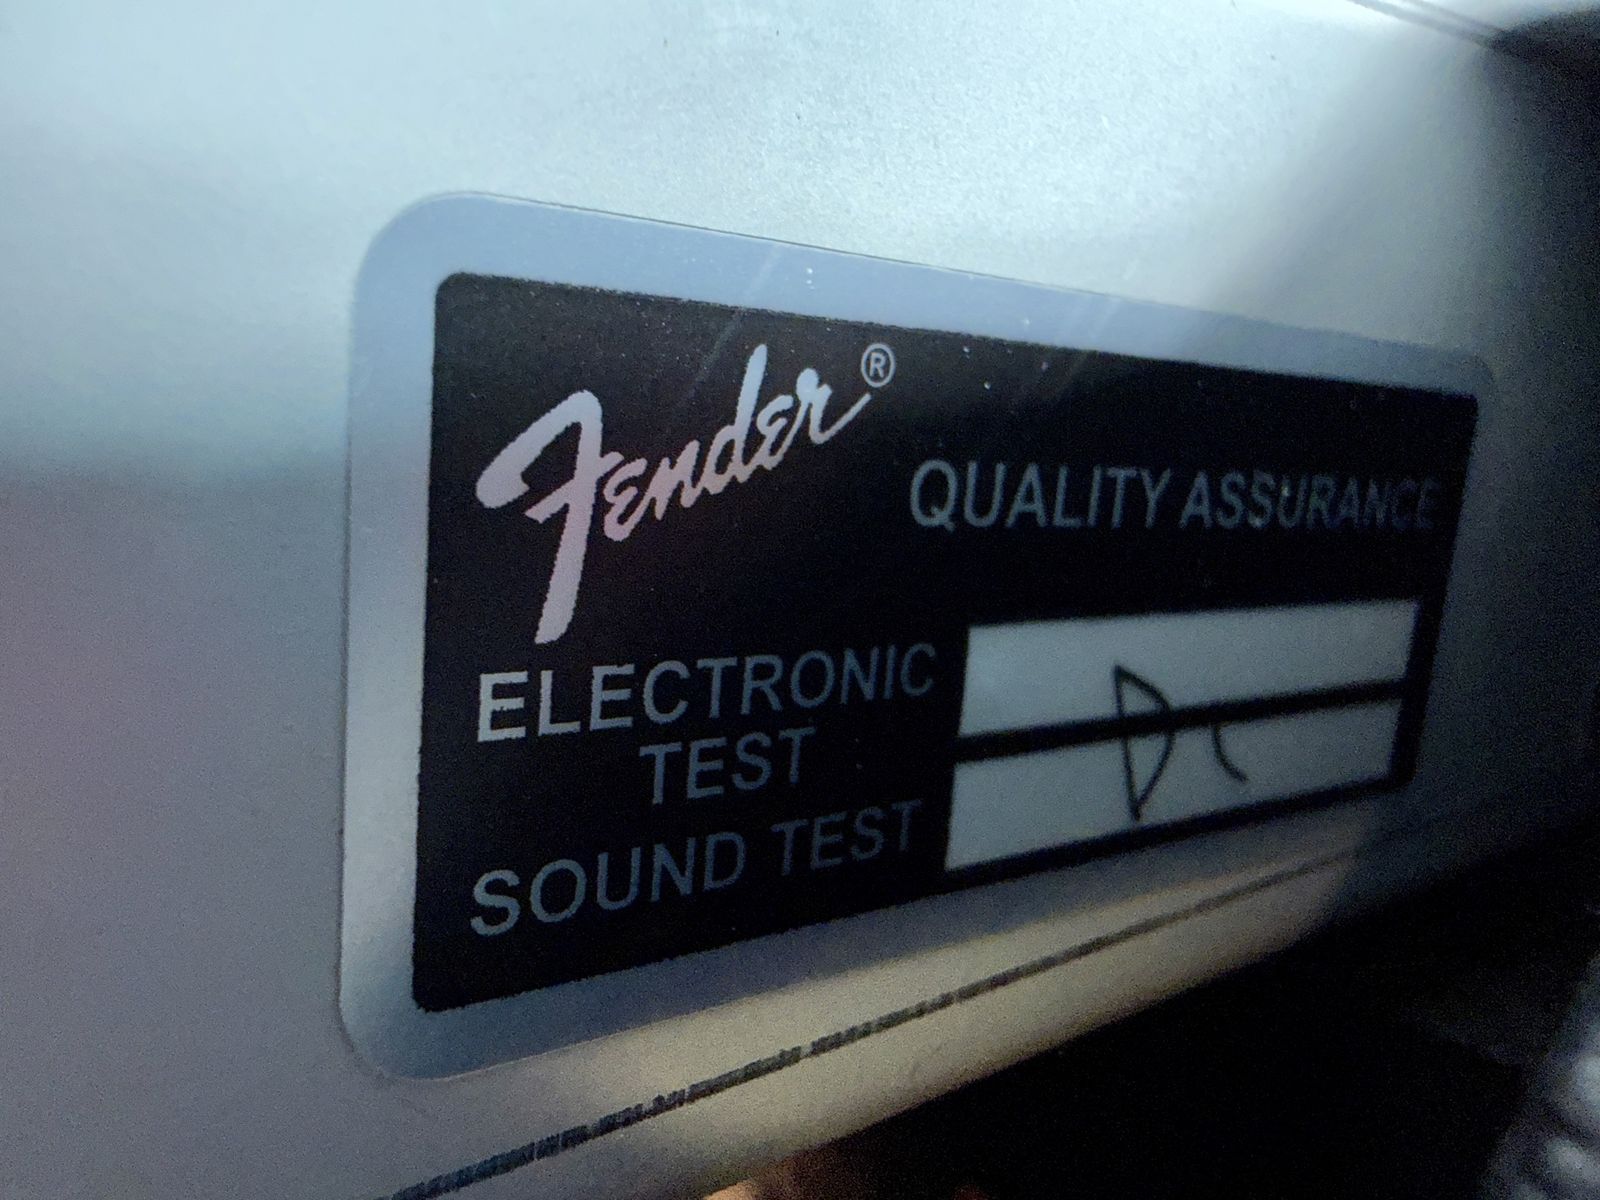 Fender®
QUALITY ASSURANCE
ELECTRONIC
TEST
SOUND TEST
DC